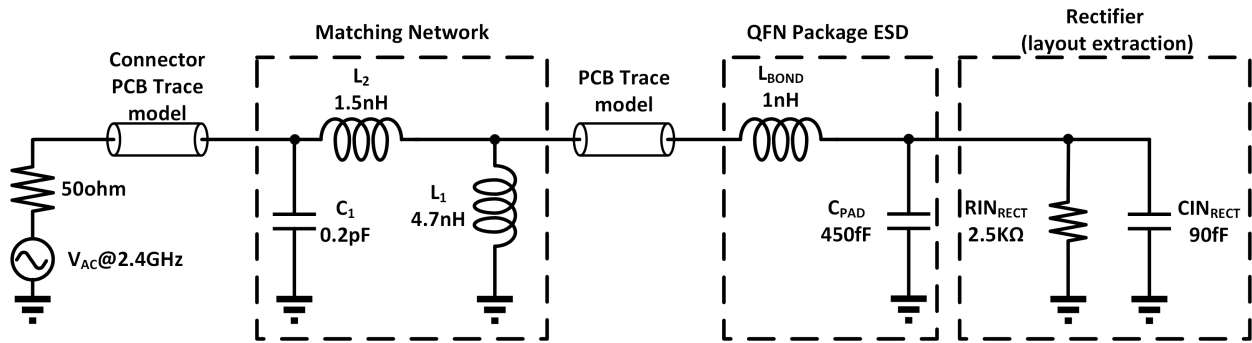 Connector
PCB Trace
model
50ohm
VAC@2.4GHz
Matching Network
L2
1.5nH
C1
0.2pF
L1
4.7nH
PCB Trace
model
QFN Package ESD
LBOND
1nH
CPAD
450fF
Rectifier
(layout extraction)
RINRECT
2.5KΩ
CINRECT
90fF